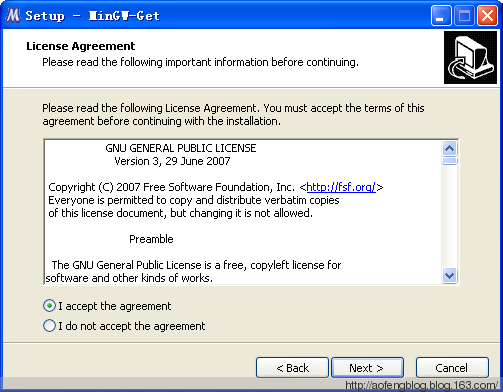 Setup - MinGW-Get
License Agreement
Please read the following important information before continuing.
Please read the following License Agreement. You must accept the terms of this
agreement before continuing with the installation.
GNU GENERAL PUBLIC LICENSE
Version 3, 29 June 2007
Copyright (C) 2007 Free Software Foundation, Inc. <http://fsf.org/>
Everyone is permitted to copy and distribute verbatim copies
of this license document, but changing it is not allowed.
Preamble
The GNU General Public License is a free, copyleft license for
software and other kinds of works.
I accept the agreement
I do not accept the agreement
< Back
Next >
Cancel
http://aofengblog.blog.163.com/